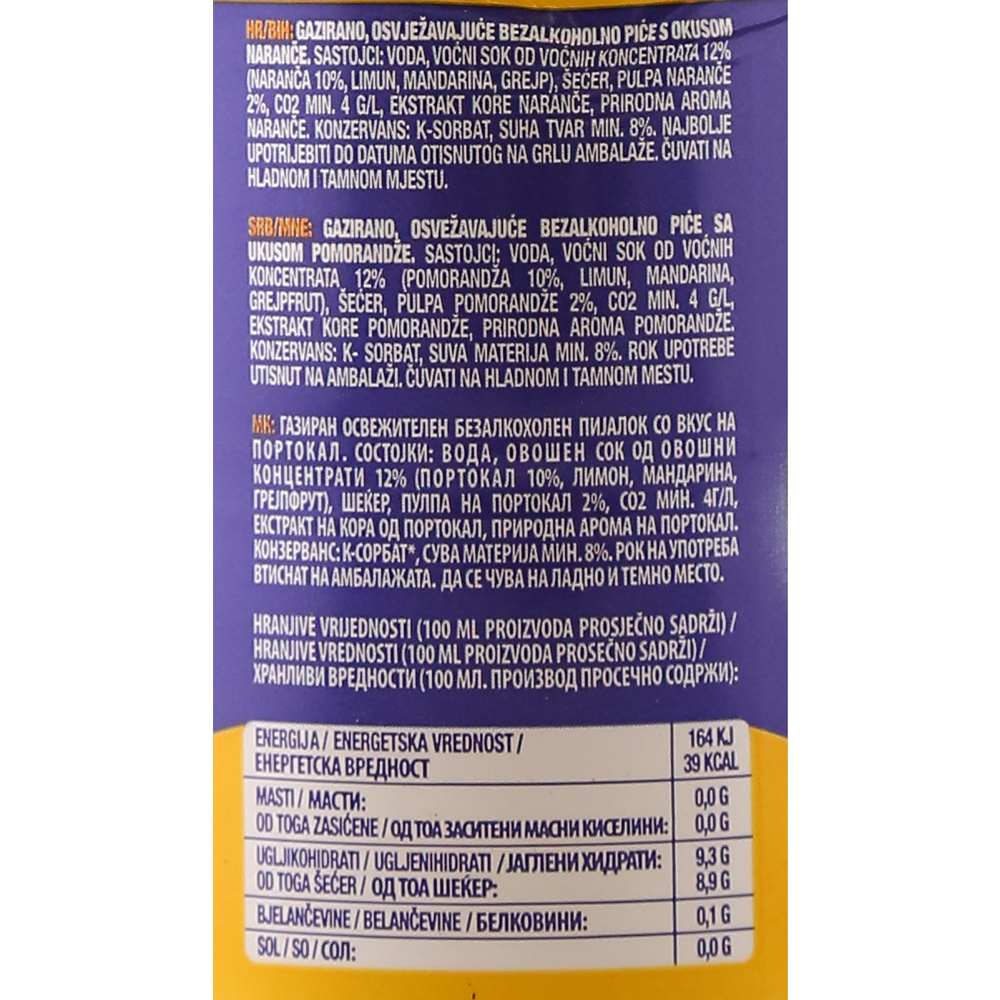 HR/BIH: GAZIRANO, OSVJEŽAVAJUĆE BEZALKOHOLNO PIĆE S OKUSOM
NARANČE. SASTOJCI: VODA, VOĆNI SOK OD VOĆNIH KONCENTRATA 12%
(NARANČA 10%, LIMUN, MANDARINA, GREJP), ŠEĆER, PULPA NARANČE
2%, CO2 MIN. 4 G/L, EKSTRAKT KORE NARANČE, PRIRODNA AROMA
NARANČE. KONZERVANS: K-SORBAT, SUHA TVAR MIN. 8%. NAJBOLJE
UPOTRIJEBITI DO DATUMA OTISNUTOG NA GRLU AMBALAŽE. ČUVATI NA
HLADNOM I TAMNOM MJESTU.
SRB/MNE: GAZIRANO, OSVEŽAVAJUĆE BEZALKOHOLNO PIĆE SA
UKUSOM POMORANDŽE. SASTOJCI: VODA, VOĆNI SOK OD VOĆNIH
KONCENTRATA 12% (POMORANDŽA 10%, LIMUN, MANDARINA,
GREJPFRUT), ŠEĆER, PULPA POMORANDŽE 2%, CO2 MIN. 4 G/L,
EKSTRAKT KORE POMORANDŽE, PRIRODNA AROMA POMORANDŽE.
KONZERVANS: K- SORBAT, SUVA MATERIJA MIN. 8%. ROK UPOTREBE
UTISNUT NA AMBALAŽI. ČUVATI NA HLADNOM I TAMNOM MESTU.
МК: ГАЗИРАН ОСВЕЖИТЕЛЕН БЕЗАЛКОХОЛЕН ПИЈАЛОК СО ВКУС НА
ПОРТОКАЛ. СОСТОЈКИ: ВОДА, ОВОШЕН СОК ОД ОВОШНИ
КОНЦЕНТРАТИ 12% (ПОРТОКАЛ 10%, ЛИМОН, МАНДАРИНА,
ГРЕЈПФРУТ), ШЕЌЕР, ПУЛПА НА ПОРТОКАЛ 2%, CO2 МИН. 4Г/Л,
ЕКСТРАКТ НА КОРА ОД ПОРТОКАЛ, ПРИРОДНА АРОМА НА ПОРТОКАЛ.
КОНЗЕРВАНС: К-СОРБАТ*, СУВА МАТЕРИЈА МИН. 8%. РОК НА УПОТРЕБА
ВТИСНАТ НА АМБАЛАЖАТА. ДА СЕ ЧУВА НА ЛАДНО И ТЕМНО МЕСТО.
HRANJIVE VRIJEDNOSTI (100 ML PROIZVODA PROSJEČNO SADRŽI) /
HRANJIVE VREDNOSTI (100 ML PROIZVODA PROSEČNO SADRŽI) /
ХРАНЛИВИ ВРЕДНОСТИ (100 МЛ. ПРОИЗВОД ПРОСЕЧНО СОДРЖИ):
ENERGIJA / ENERGETSKA VREDNOST / 164 KJ
ЕНЕРГЕТСКА ВРЕДНОСТ 39 KCAL
MASTI / МАСТИ: 0,0 G
OD TOGA ZASIĆENE / ОД ТОА ЗАСИТЕНИ МАСНИ КИСЕЛИНИ: 0,0 G
UGLJIKOHIDRATI / UGLJENIHIDRATI / ЈАГЛЕНИ ХИДРАТИ: 9,3 G
OD TOGA ŠEĆER / ОД ТОА ШЕЌЕР: 8,9 G
BJELANČEVINE / BELANČEVINE / БЕЛКОВИНИ: 0,1 G
SOL / SO / СОЛ: 0,0 G